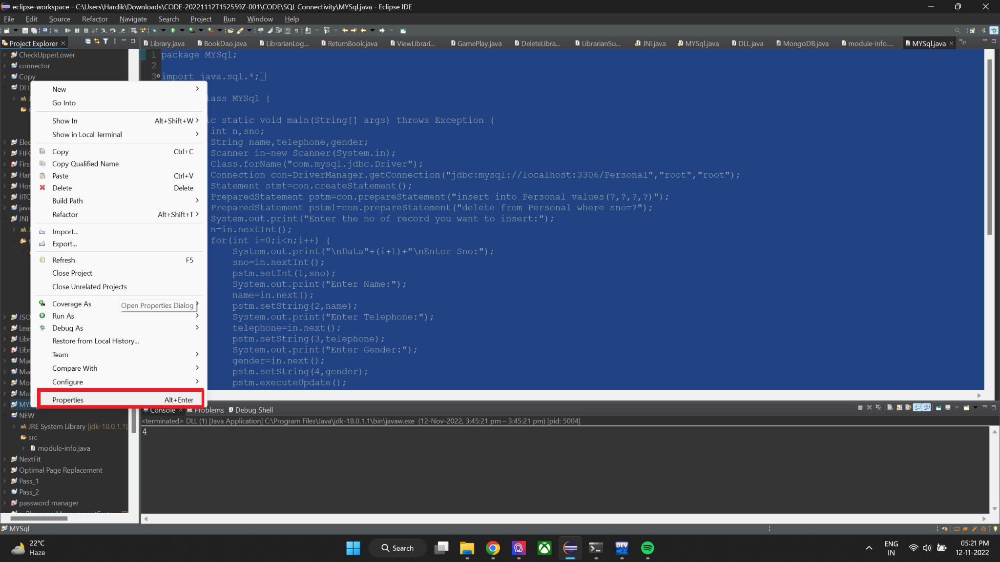 eclipse-workspace - C:\Users\Hardik\Downloads\CODE-20221112T152559Z-001\CODE\SQL Connectivity\MYSql.java - Eclipse IDE
File Edit Source Refactor Navigate Search Project Run Window Help
Project Explorer
Library.java BookDao.java LibrarianLog... ReturnBook.java ViewLibrari... GamePlay.java DeleteLibra... LibrarianSu... JNI.java MYSql.java DLL.java MongoDB.java module-info.... MYSql.java 37
CheckUpperLower
connector
Copy
DLL
Elec
FIFO
First
Har
Hos
IITC
java
JNI
JSO
Leas
Libr
Libr
Mac
Mac
Mor
Mor
MYS
NEW
JRE System Library [jdk-18.0.1.1]
src
module-info.java
NextFit
Optimal Page Replacement
Pass_1
Pass_2
password manager
New
Go Into
Show In Alt+Shift+W
Show in Local Terminal
Copy Ctrl+C
Copy Qualified Name
Paste Ctrl+V
Delete Delete
Build Path
Refactor Alt+Shift+T
Import...
Export...
Refresh F5
Close Project
Close Unrelated Projects
Coverage As
Open Properties Dialog
Run As
Debug As
Restore from Local History...
Team
Compare With
Configure
Properties Alt+Enter
1 package MYSql;
2
3 import java.sql.*;
lass MYSql {
ic static void main(String[] args) throws Exception {
int n,sno;
String name,telephone,gender;
Scanner in=new Scanner(System.in);
Class.forName("com.mysql.jdbc.Driver");
Connection con=DriverManager.getConnection("jdbc:mysql://localhost:3306/Personal","root","root");
Statement stmt=con.createStatement();
PreparedStatement pstm=con.prepareStatement("insert into Personal values(?,?,?,?)");
PreparedStatement pstm1=con.prepareStatement("delete from Personal where sno=?");
System.out.print("Enter the no of record you want to insert:");
n=in.nextInt();
for(int i=0;i<n;i++) {
System.out.print("\nData"+(i+1)+"\nEnter Sno:");
sno=in.nextInt();
pstm.setInt(1,sno);
System.out.print("Enter Name:");
name=in.next();
pstm.setString(2,name);
System.out.print("Enter Telephone:");
telephone=in.next();
pstm.setString(3,telephone);
System.out.print("Enter Gender:");
gender=in.next();
pstm.setString(4,gender);
pstm.executeUpdate();
Console Problems Debug Shell
<terminated> DLL (1) [Java Application] C:\Program Files\Java\jdk-18.0.1.1\bin\javaw.exe (12-Nov-2022, 3:45:21 pm – 3:45:21 pm) [pid: 5004]
4
MYSql
22°C
Haze
Search
DEV
C++
ENG
IN
05:21 PM
12-11-2022